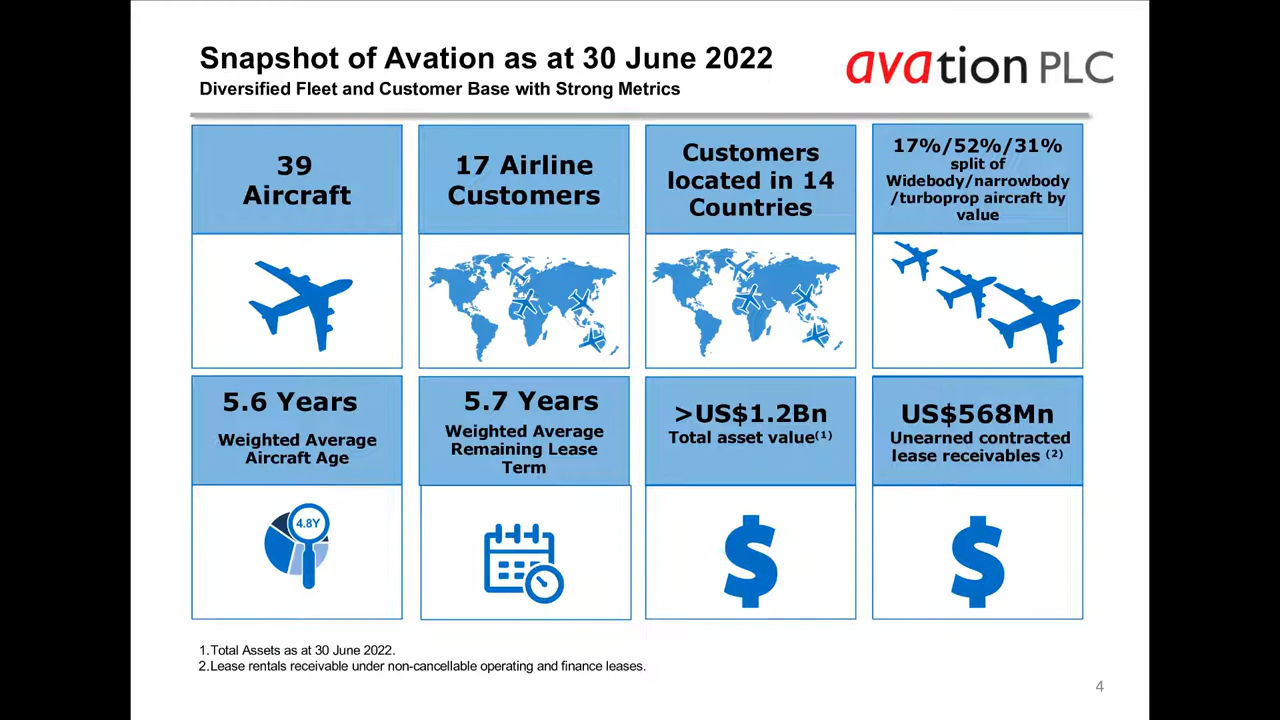 Snapshot of Avation as at 30 June 2022
Diversified Fleet and Customer Base with Strong Metrics
avation PLC
39
Aircraft
17 Airline
Customers
Customers
located in 14
Countries
17%/52%/31%
split of
Widebody/narrowbody
/turboprop aircraft by
value
5.6 Years
Weighted Average
Aircraft Age
5.7 Years
Weighted Average
Remaining Lease
Term
>US$1.2Bn
Total asset value(1)
US$568Mn
Unearned contracted
lease receivables (2)
4.8Y
$
$
1.Total Assets as at 30 June 2022.
2.Lease rentals receivable under non-cancellable operating and finance leases.
4